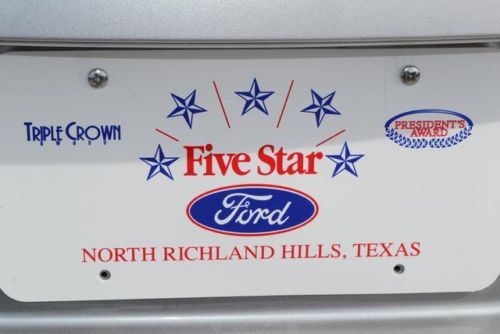 TRIPLE CROWN
PRESIDENT'S
AWARD
Five Star
Ford
NORTH RICHLAND HILLS, TEXAS